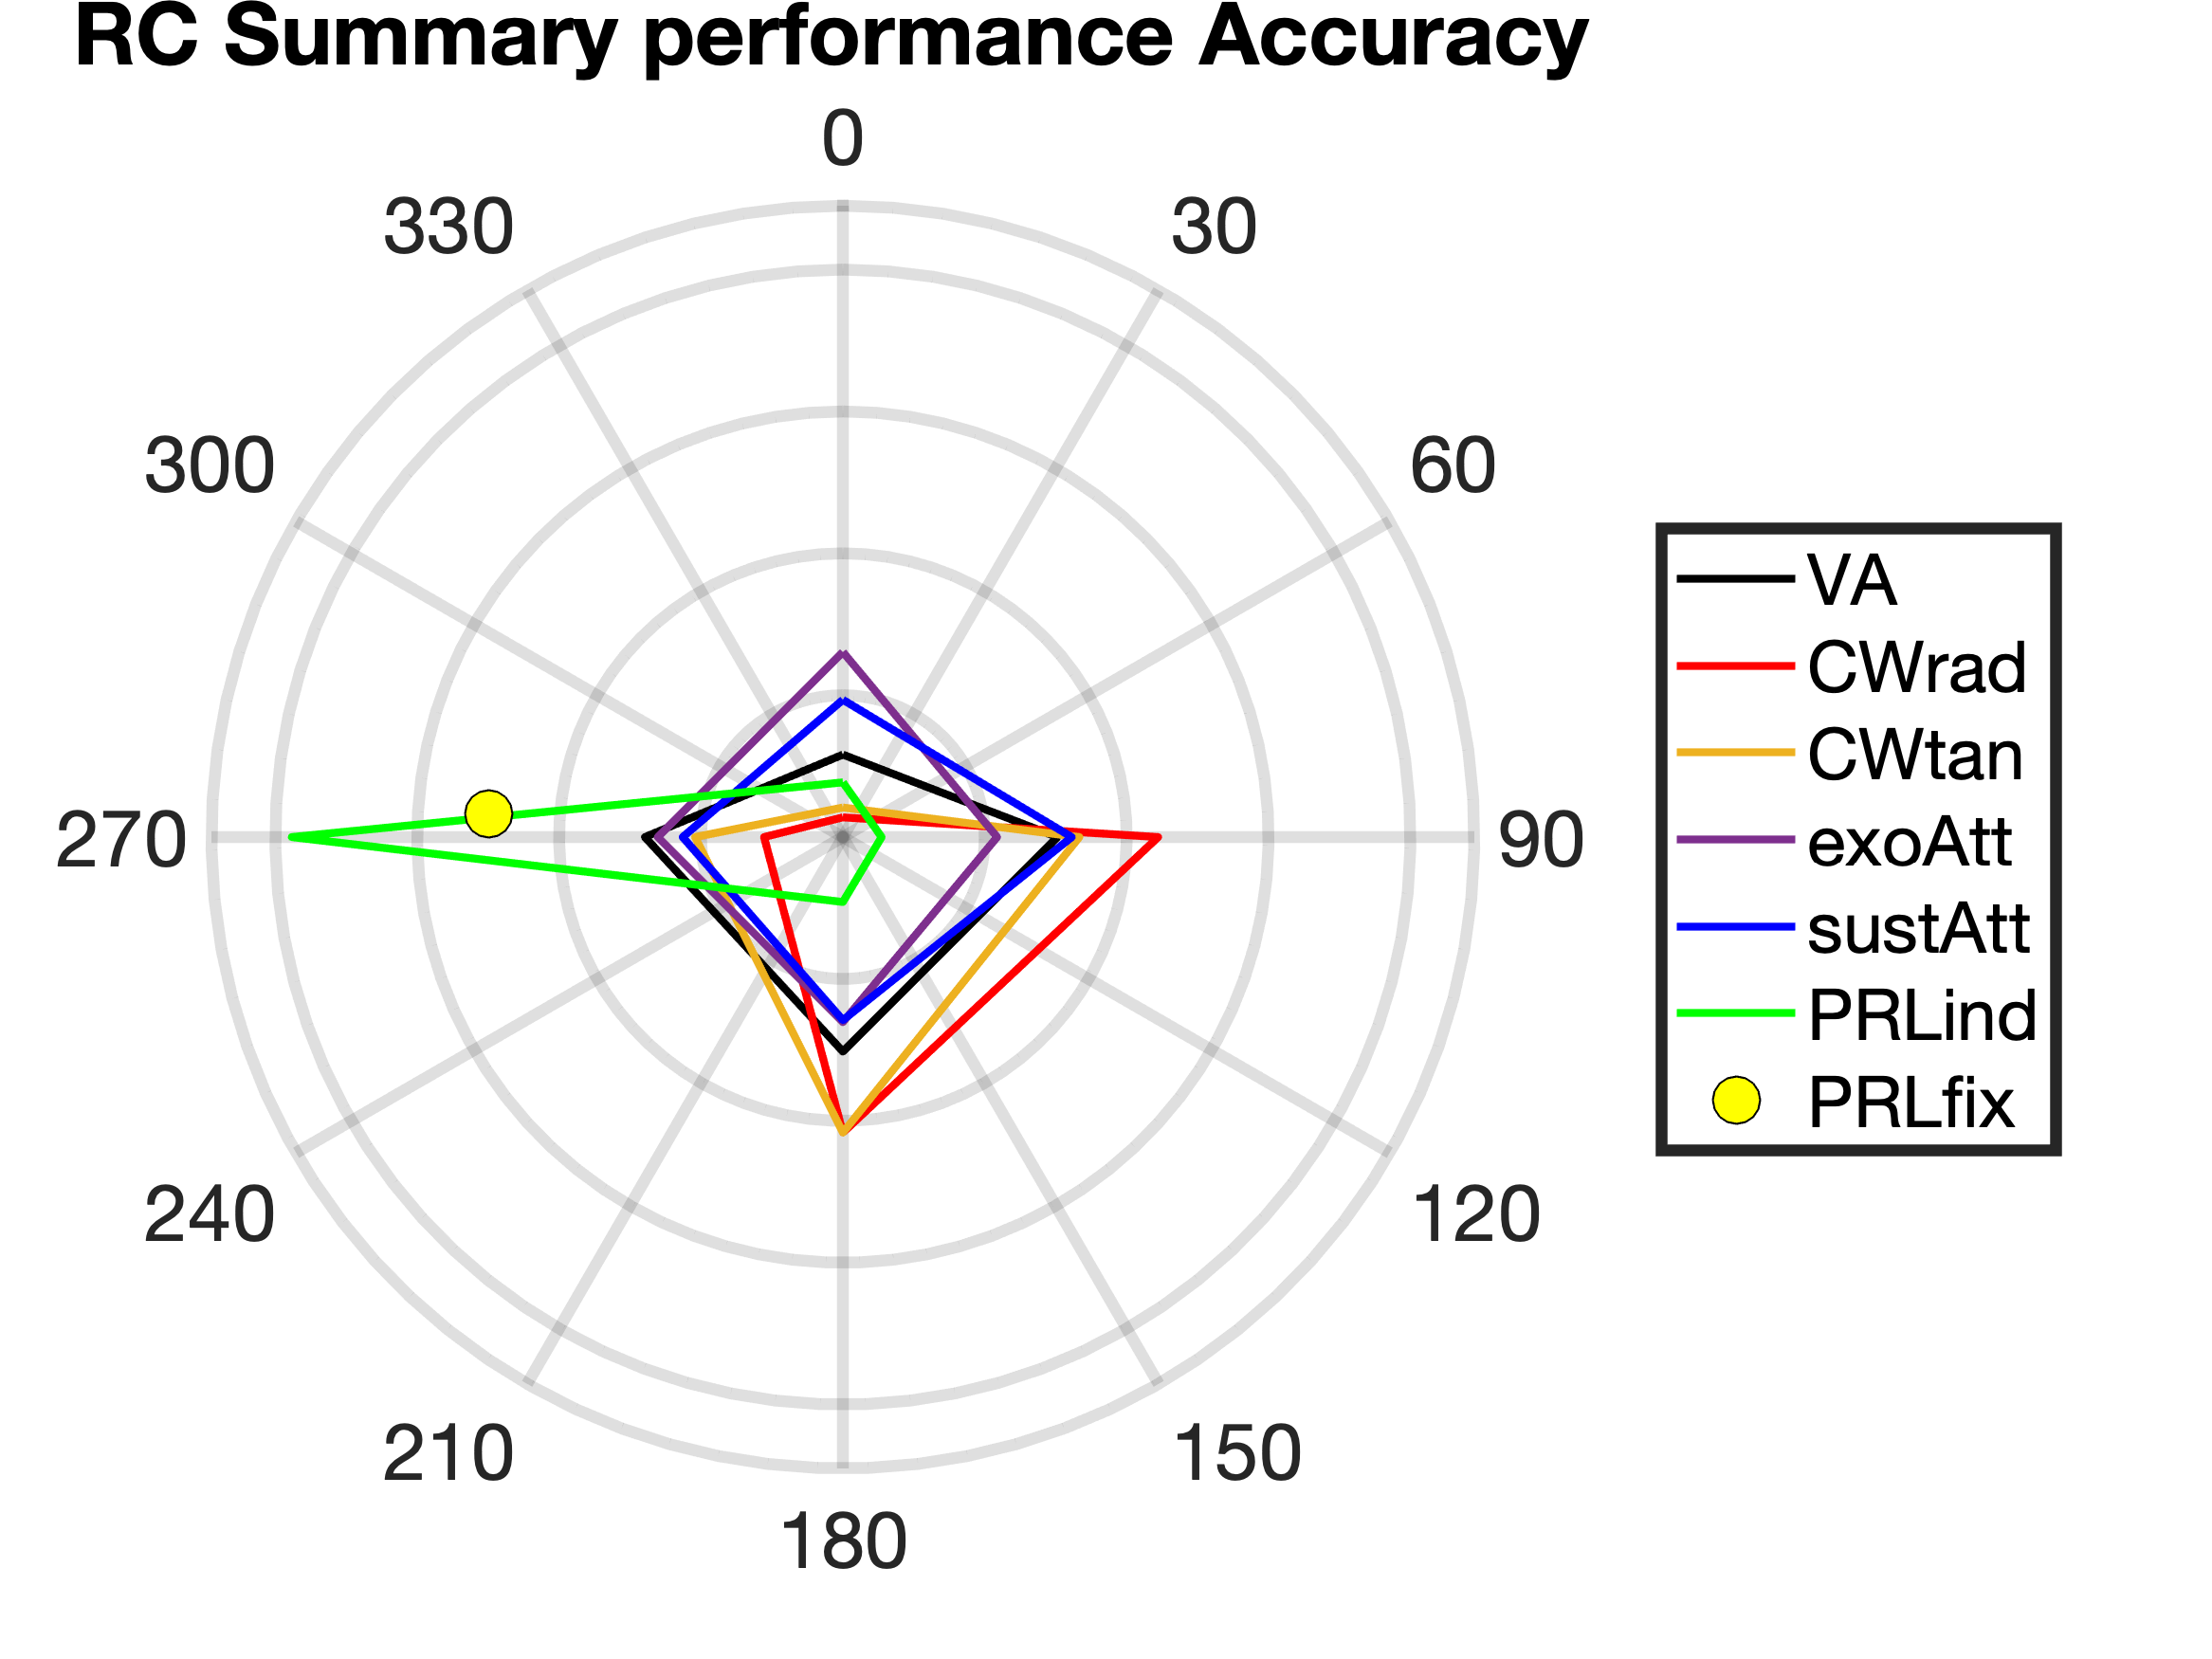 RC Summary performance Accuracy
0
330
30
300
60
270
90
240
120
210
150
180
VA
CWrad
CWtan
exoAtt
sustAtt
PRLind
PRLfix